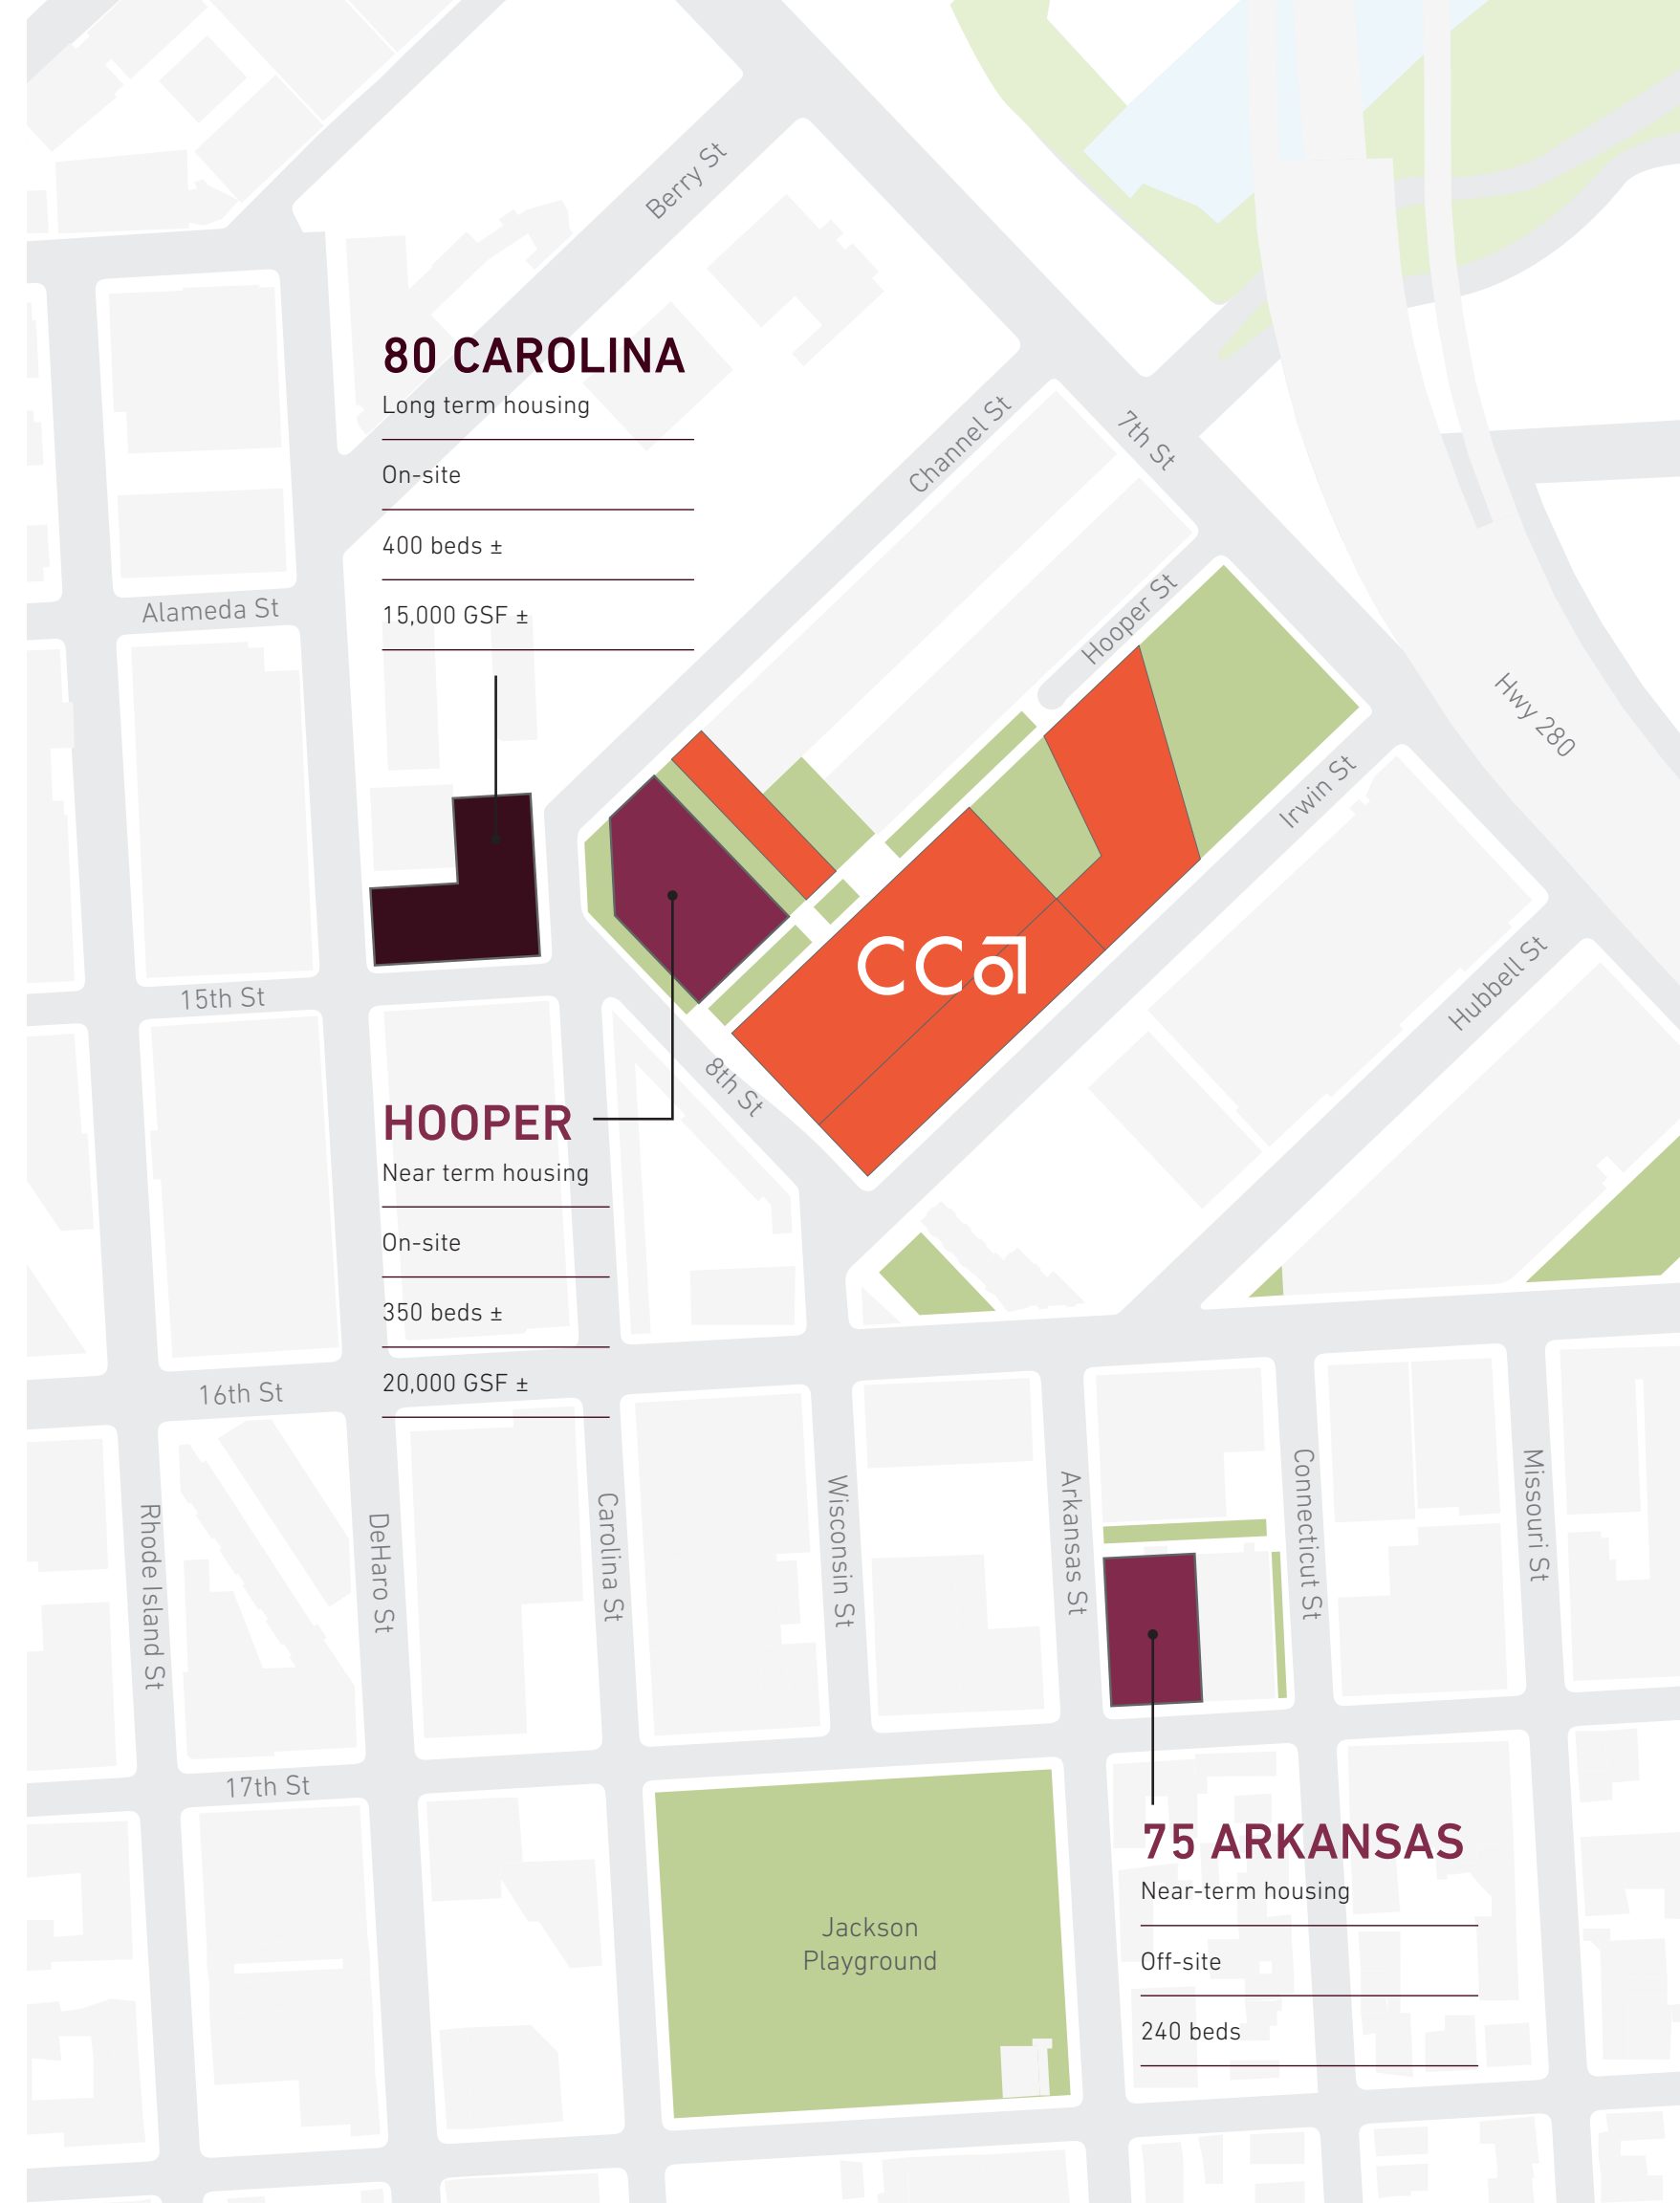 Berry St
80 CAROLINA
Long term housing
On-site
400 beds ±
15,000 GSF ±
Channel St
7th St
Hooper St
Alameda St
Hwy 280
Irwin St
Hubbell St
CCA
15th St
8th St
HOOPER
Near term housing
On-site
350 beds ±
20,000 GSF ±
16th St
Rhode Island St
DeHaro St
Carolina St
Wisconsin St
Arkansas St
Connecticut St
Missouri St
17th St
75 ARKANSAS
Near-term housing
Off-site
240 beds
Jackson
Playground